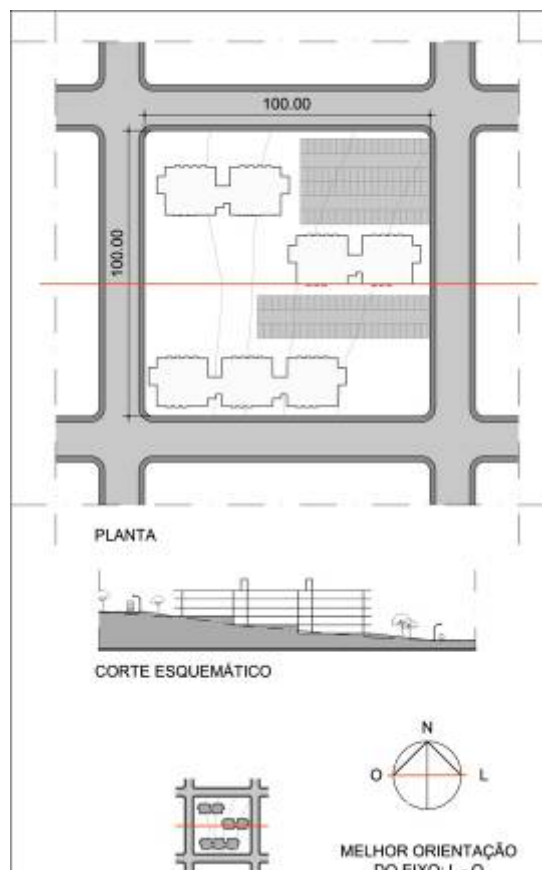 100.00
100.00
PLANTA
CORTE ESQUEMÁTICO
N
O L
MELHOR ORIENTAÇÃO
DO EIXO: L - O